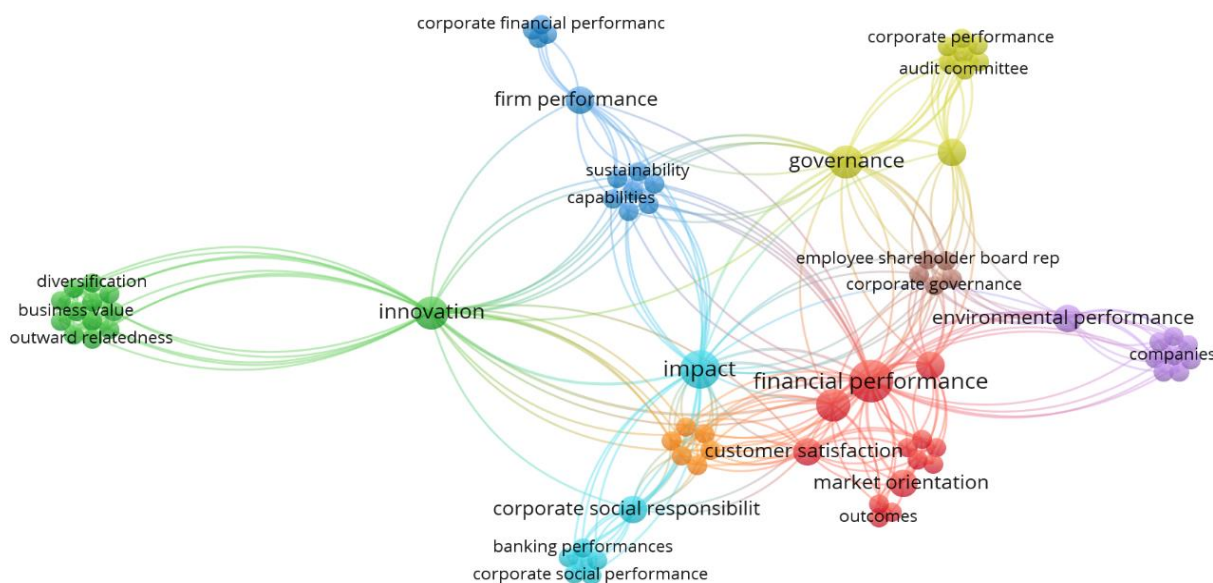 corporate financial performanc
corporate performance
audit committee
firm performance
governance
sustainability
capabilities
employee shareholder board rep
corporate governance
diversification
business value
outward relatedness
innovation
environmental performance
companies
impact
financial performance
customer satisfaction
market orientation
outcomes
corporate social responsibilit
banking performances
corporate social performance